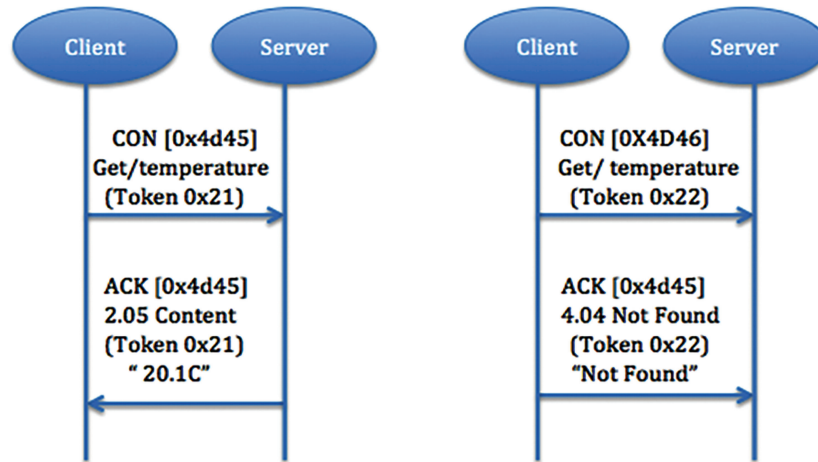 Client
Server
CON [0x4d45]
Get/temperature
(Token 0x21)
ACK [0x4d45]
2.05 Content
(Token 0x21)
“ 20.1C”
Client
Server
CON [0X4D46]
Get/ temperature
(Token 0x22)
ACK [0x4d45]
4.04 Not Found
(Token 0x22)
“Not Found”